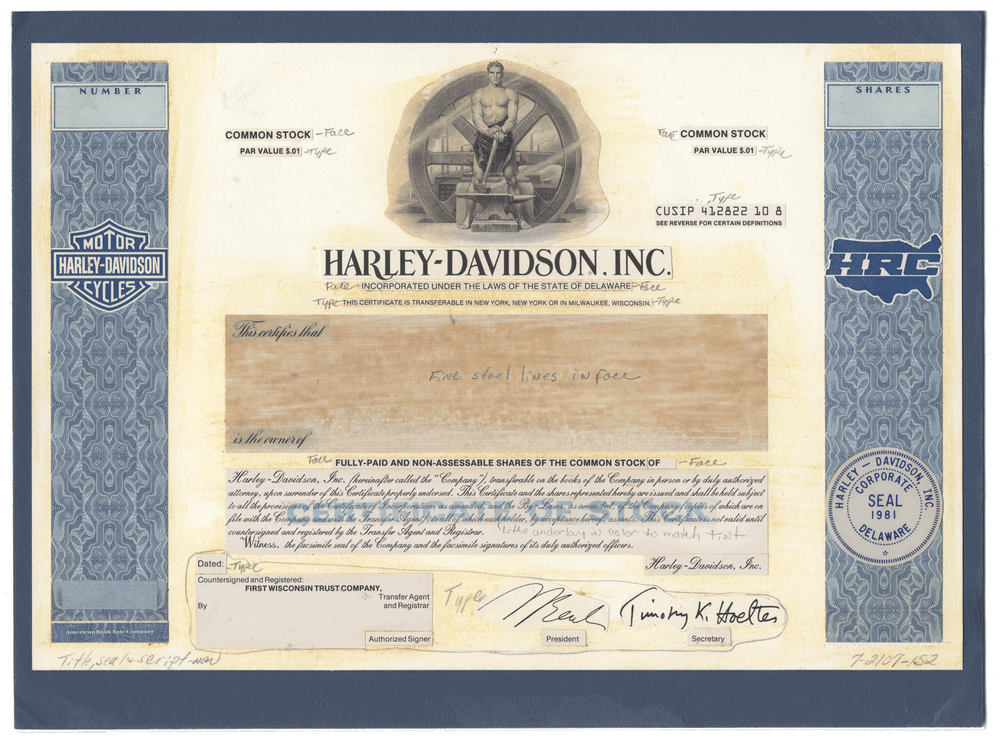 NUMBER
SHARES
COMMON STOCK - Face
PAR VALUE $.01 - Type
Face COMMON STOCK
PAR VALUE $.01 - Type
Type
CUSIP 412822 10 8
SEE REVERSE FOR CERTAIN DEFINITIONS
MOTOR
HARLEY-DAVIDSON
CYCLES
HRC
HARLEY-DAVIDSON, INC.
Face - INCORPORATED UNDER THE LAWS OF THE STATE OF DELAWARE - Face
Type THIS CERTIFICATE IS TRANSFERABLE IN NEW YORK, NEW YORK OR IN MILWAUKEE, WISCONSIN. - Type
This certifies that
Fine steel lines in face
is the owner of
Face FULLY-PAID AND NON-ASSESSABLE SHARES OF THE COMMON STOCK OF - Face
Harley-Davidson, Inc. (hereinafter called the "Company"), transferable on the books of the Company in person or by duly authorized
attorney, upon surrender of this Certificate properly endorsed. This Certificate and the shares represented hereby are issued and shall be held subject
to all the provisions of the Certificate of Incorporation, as amended, and the By-Laws, as amended, of the Company (copies of which are on
file with the Company and the Transfer Agent), to all of which each holder, by acceptance hereof, assents. This Certificate is not valid until
countersigned and registered by the Transfer Agent and Registrar.
CERTIFICATE OF STOCK
Litho underlay in color to match tint
Witness, the facsimile seal of the Company and the facsimile signatures of its duly authorized officers.
HARLEY-DAVIDSON, INC.
CORPORATE
SEAL
1981
DELAWARE
Dated: - Type
Harley-Davidson, Inc.
Countersigned and Registered:
FIRST WISCONSIN TRUST COMPANY,
Transfer Agent
and Registrar
By
Authorized Signer
Type
President
Timothy K. Hoelter
Secretary
American Bank Note Company
Title, seal & script - new
7-2107-152